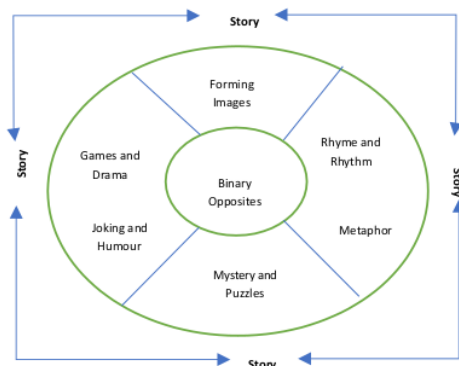 Story
Forming
Images
Rhyme and
Rhythm
Games and
Drama
Story
Story
Binary
Opposites
Joking and
Humour
Metaphor
Mystery and
Puzzles
Story